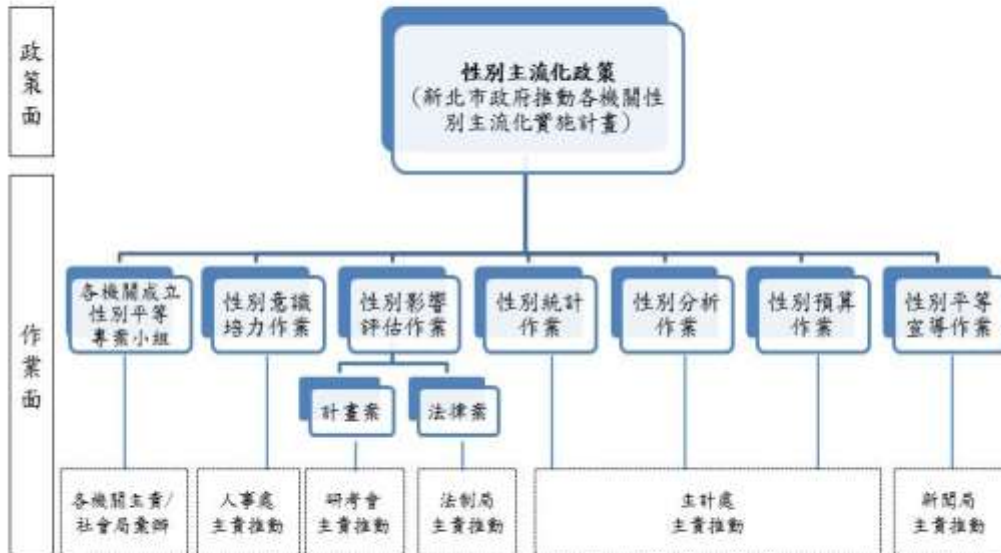 政策面
性別主流化政策
(新北市政府推動各機關性
別主流化實施計畫)
作業面
各機關成立
性別平等
專案小組
性別意識
培力作業
性別影響
評估作業
性別統計
作業
性別分析
作業
性別預算
作業
性別平等
宣導作業
計畫案
法律案
各機關主責/
社會局彙辦
人事處
主責推動
研考會
主責推動
法制局
主責推動
主計處
主責推動
新聞局
主責推動